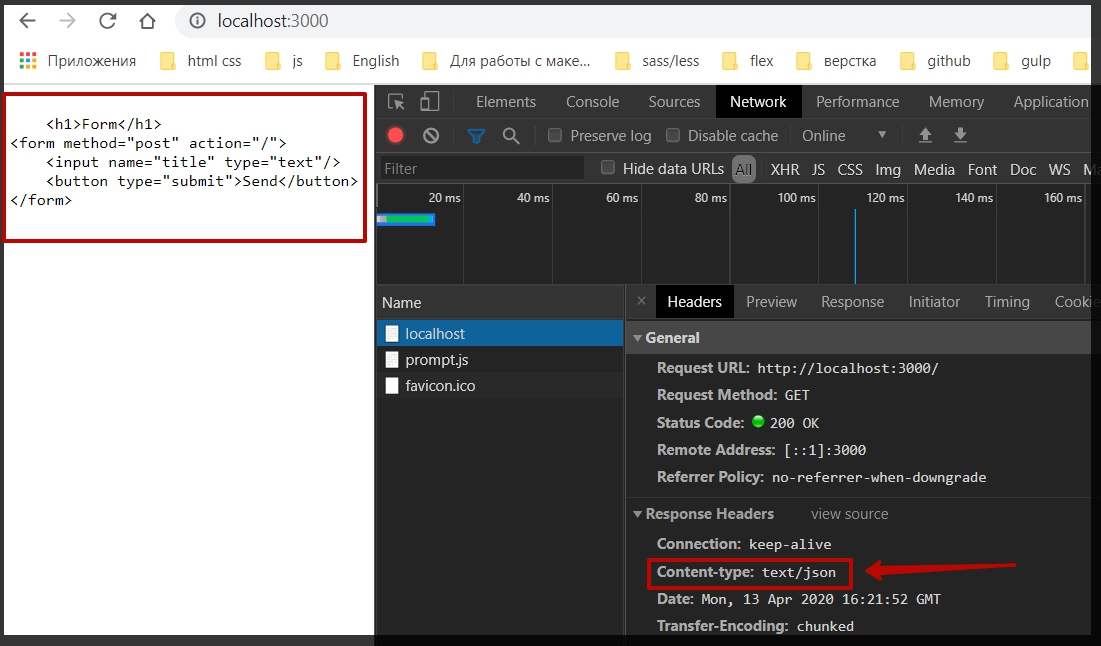 localhost:3000
Приложения html css js English Для работы с маке... sass/less flex верстка github gulp
<h1>Form</h1>
<form method="post" action="/">
<input name="title" type="text"/>
<button type="submit">Send</button>
</form>
Elements Console Sources Network Performance Memory Application
Preserve log Disable cache Online
Filter Hide data URLs All XHR JS CSS Img Media Font Doc WS
20 ms 40 ms 60 ms 80 ms 100 ms 120 ms 140 ms 160 ms
Name
localhost
prompt.js
favicon.ico
× Headers Preview Response Initiator Timing Cookie
General
Request URL: http://localhost:3000/
Request Method: GET
Status Code: 200 OK
Remote Address: [::1]:3000
Referrer Policy: no-referrer-when-downgrade
Response Headers view source
Connection: keep-alive
Content-type: text/json
Date: Mon, 13 Apr 2020 16:21:52 GMT
Transfer-Encoding: chunked